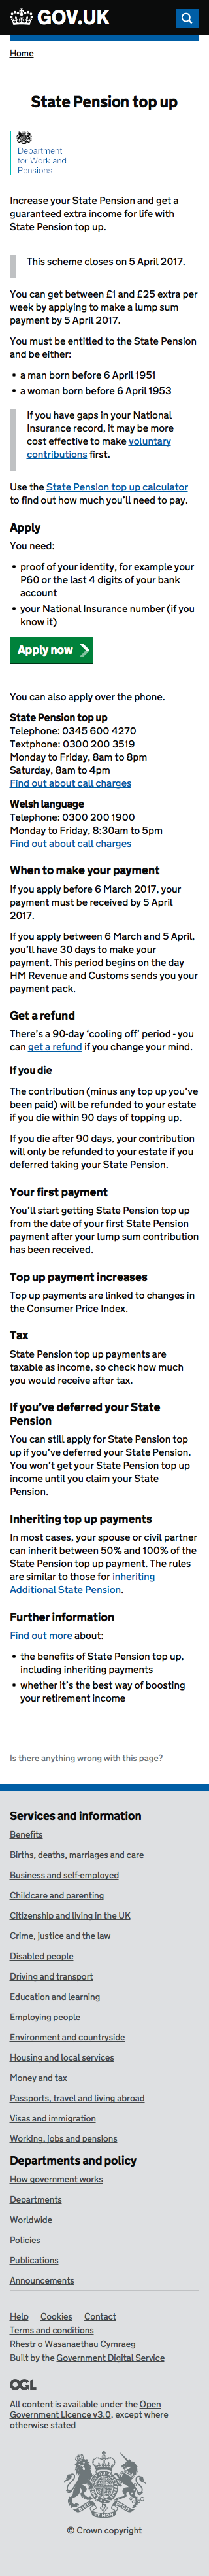 GOV.UK
Home
State Pension top up
Department
for Work and
Pensions
Increase your State Pension and get a
guaranteed extra income for life with
State Pension top up.
This scheme closes on 5 April 2017.
You can get between £1 and £25 extra per
week by applying to make a lump sum
payment by 5 April 2017.
You must be entitled to the State Pension
and be either:
• a man born before 6 April 1951
• a woman born before 6 April 1953
If you have gaps in your National
Insurance record, it may be more
cost effective to make voluntary
contributions first.
Use the State Pension top up calculator
to find out how much you'll need to pay.
Apply
You need:
• proof of your identity, for example your
P60 or the last 4 digits of your bank
account
• your National Insurance number (if you
know it)
Apply now
You can also apply over the phone.
State Pension top up
Telephone: 0345 600 4270
Textphone: 0300 200 3519
Monday to Friday, 8am to 8pm
Saturday, 8am to 4pm
Find out about call charges
Welsh language
Telephone: 0300 200 1900
Monday to Friday, 8:30am to 5pm
Find out about call charges
When to make your payment
If you apply before 6 March 2017, your
payment must be received by 5 April
2017.
If you apply between 6 March and 5 April,
you'll have 30 days to make your
payment. This period begins on the day
HM Revenue and Customs sends you your
payment pack.
Get a refund
There's a 90-day 'cooling off' period - you
can get a refund if you change your mind.
If you die
The contribution (minus any top up you've
been paid) will be refunded to your estate
if you die within 90 days of topping up.
If you die after 90 days, your contribution
will only be refunded to your estate if you
deferred taking your State Pension.
Your first payment
You'll start getting State Pension top up
from the date of your first State Pension
payment after your lump sum contribution
has been received.
Top up payment increases
Top up payments are linked to changes in
the Consumer Price Index.
Tax
State Pension top up payments are
taxable as income, so check how much
you would receive after tax.
If you've deferred your State
Pension
You can still apply for State Pension top
up if you've deferred your State Pension.
You won't get your State Pension top up
income until you claim your State
Pension.
Inheriting top up payments
In most cases, your spouse or civil partner
can inherit between 50% and 100% of the
State Pension top up payment. The rules
are similar to those for inheriting
Additional State Pension.
Further information
Find out more about:
• the benefits of State Pension top up,
including inheriting payments
• whether it's the best way of boosting
your retirement income
Is there anything wrong with this page?
Services and information
Benefits
Births, deaths, marriages and care
Business and self-employed
Childcare and parenting
Citizenship and living in the UK
Crime, justice and the law
Disabled people
Driving and transport
Education and learning
Employing people
Environment and countryside
Housing and local services
Money and tax
Passports, travel and living abroad
Visas and immigration
Working, jobs and pensions
Departments and policy
How government works
Departments
Worldwide
Policies
Publications
Announcements
Help Cookies Contact
Terms and conditions
Rhestr o Wasanaethau Cymraeg
Built by the Government Digital Service
OGL
All content is available under the Open
Government Licence v3.0, except where
otherwise stated
© Crown copyright